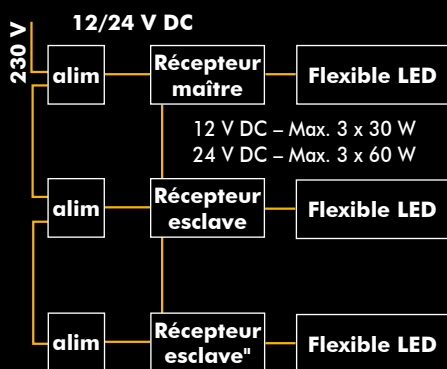 12/24 V DC
230 V
alim
Récepteur
maître
Flexible LED
12 V DC – Max. 3 x 30 W
24 V DC – Max. 3 x 60 W
alim
Récepteur
esclave
Flexible LED
alim
Récepteur
esclave"
Flexible LED